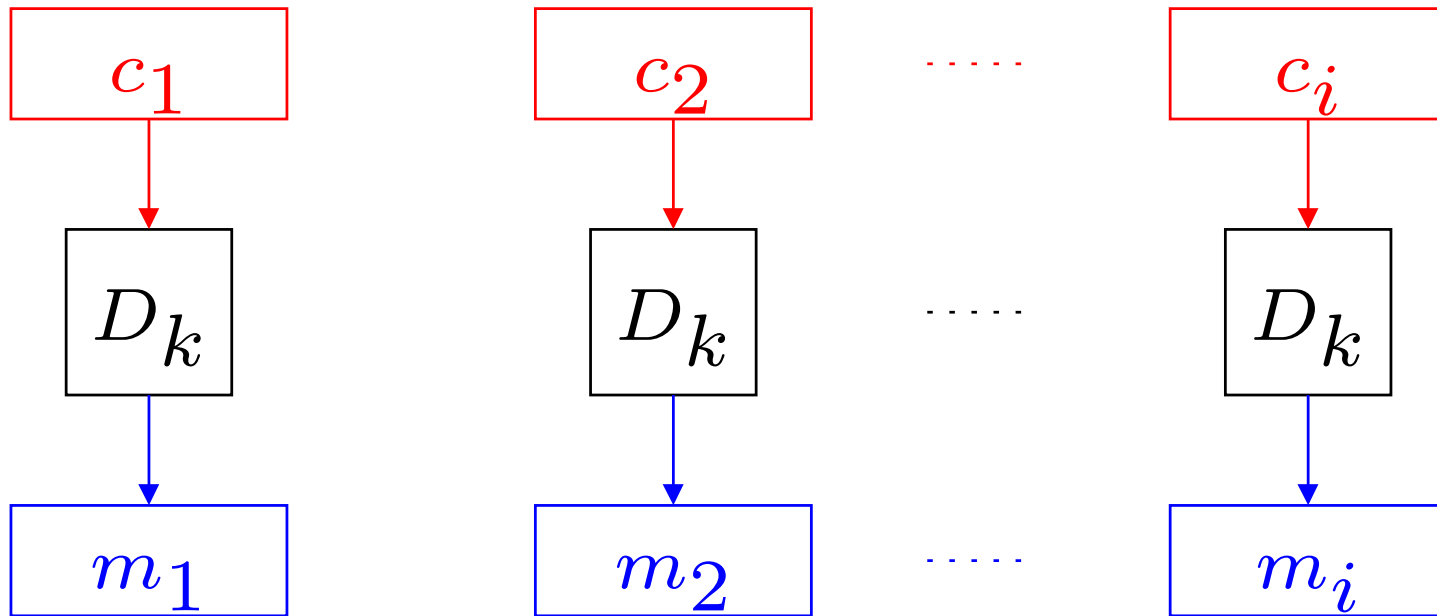 c₁ c₂ ..... cᵢ
Dₖ Dₖ ..... Dₖ
m₁ m₂ ..... mᵢ